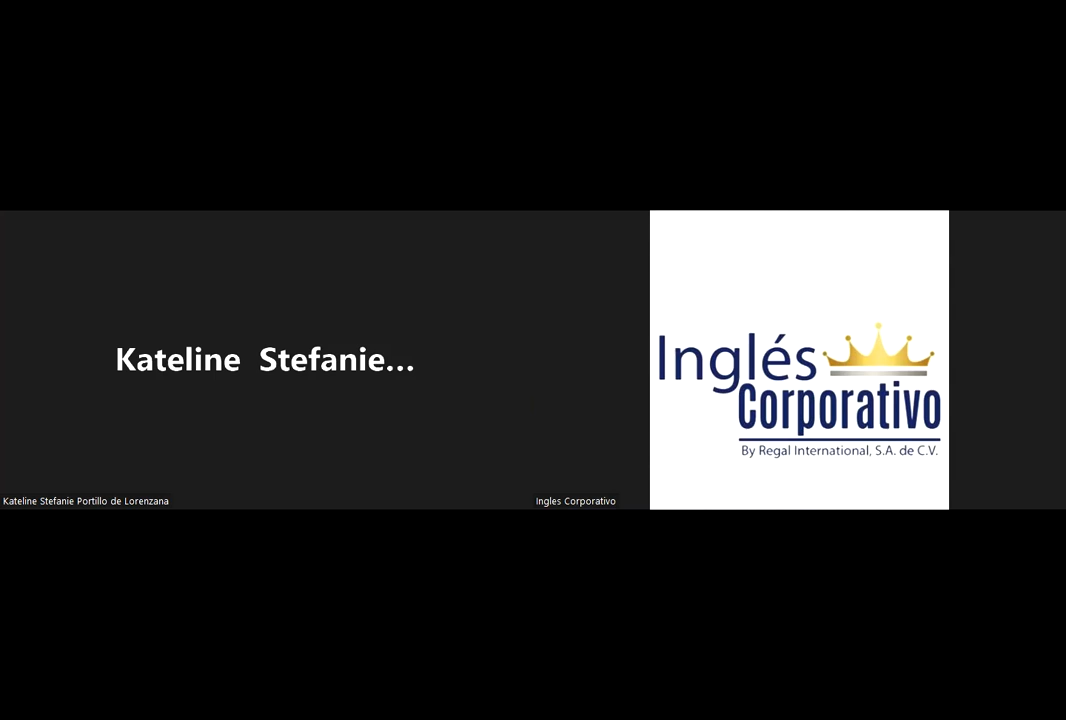 Kateline Stefanie...
Inglés
Corporativo
By Regal International, S.A. de C.V.
Kateline Stefanie Portillo de Lorenzana
Ingles Corporativo